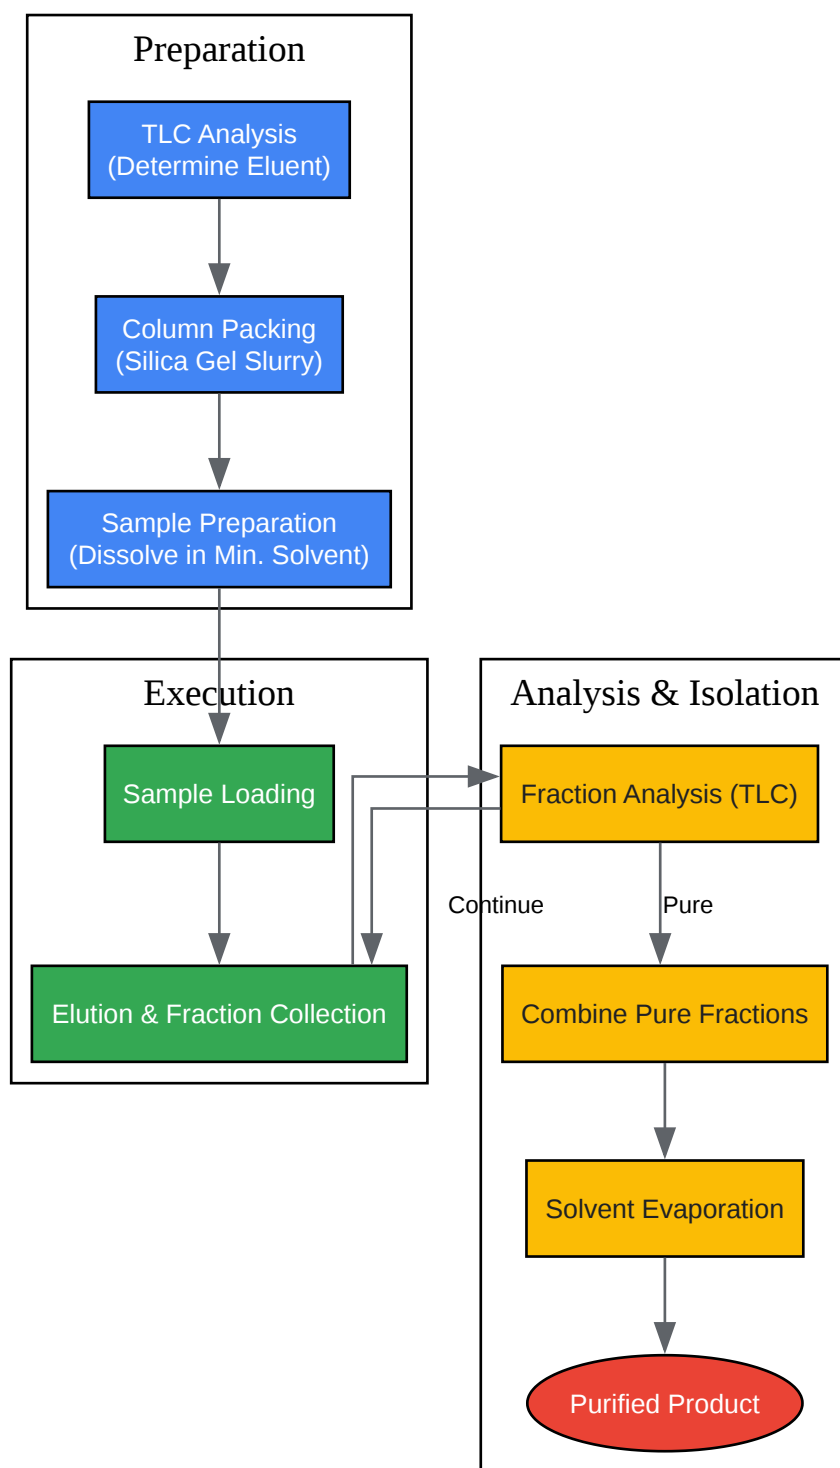 Preparation
TLC Analysis
(Determine Eluent)
Column Packing
(Silica Gel Slurry)
Sample Preparation
(Dissolve in Min. Solvent)
Execution
Sample Loading
Elution & Fraction Collection
Analysis & Isolation
Fraction Analysis (TLC)
Continue
Pure
Combine Pure Fractions
Solvent Evaporation
Purified Product